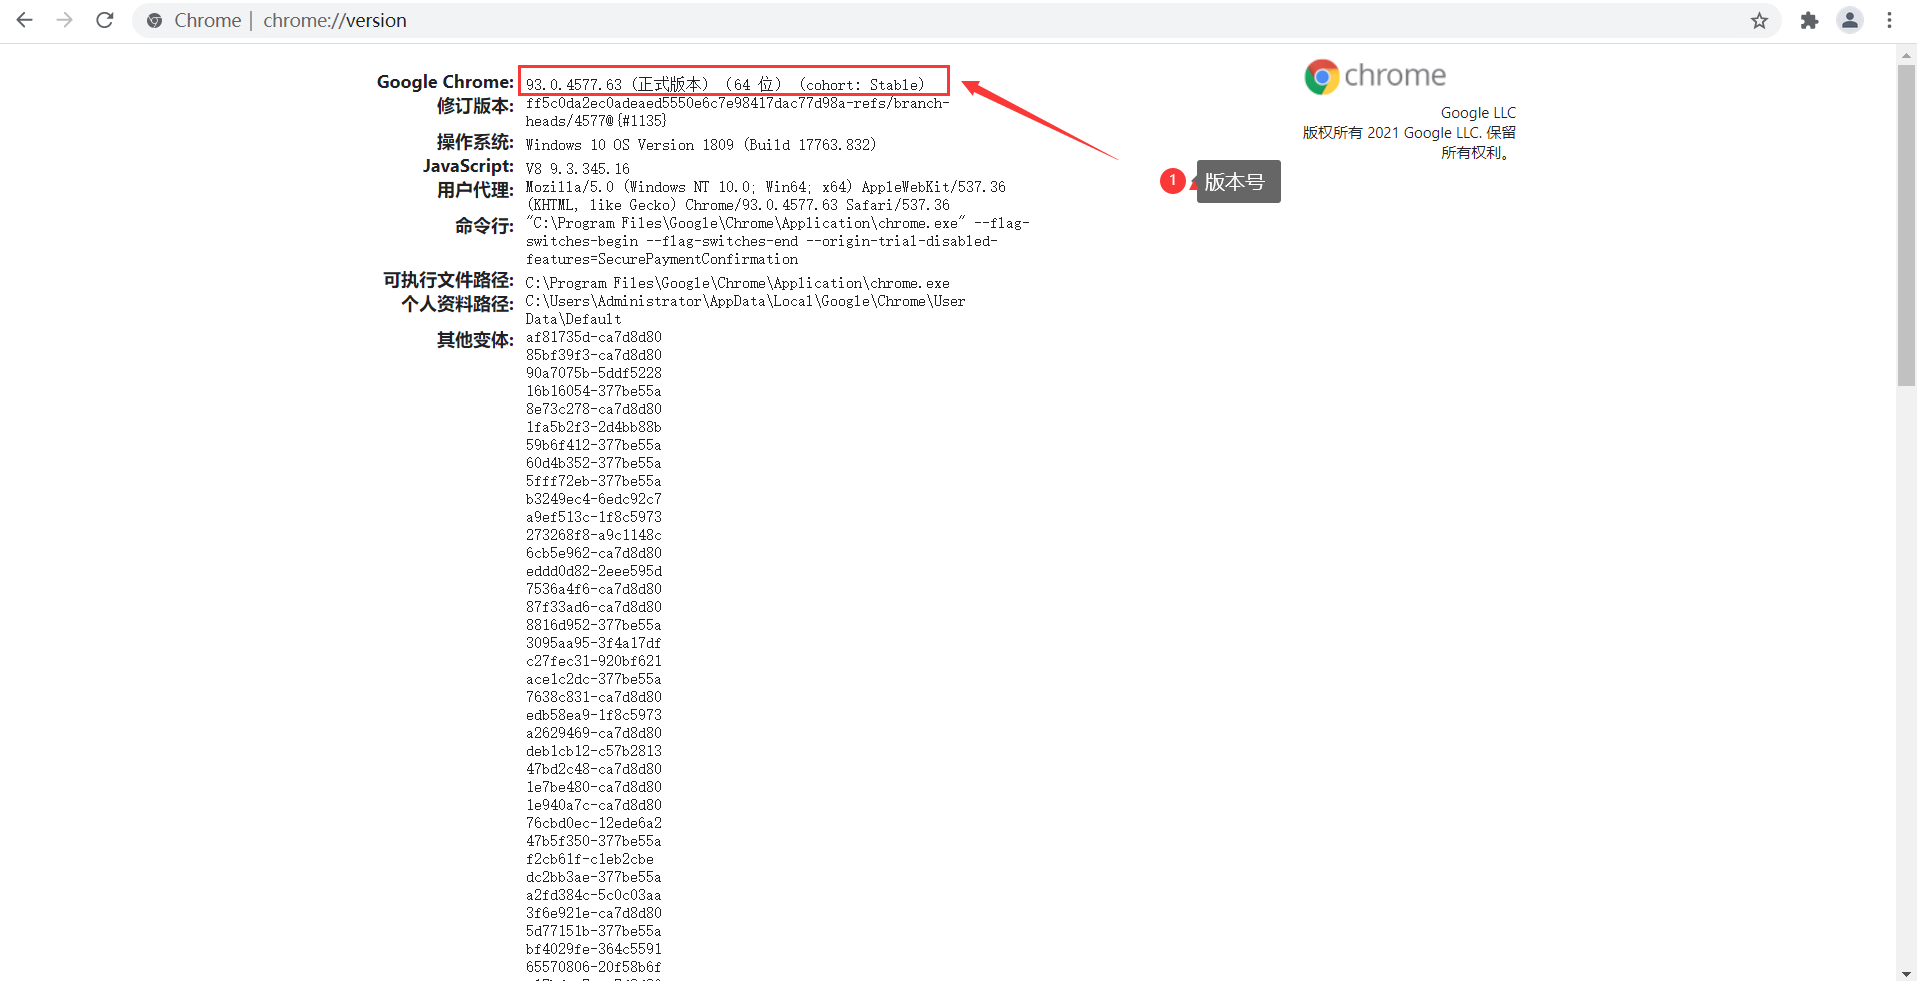 Chrome | chrome://version
Google Chrome: 93.0.4577.63 (正式版本) (64 位) (cohort: Stable)
修订版本: ff5c0da2ec0adeaed5550e6c7e98417dac77d98a-refs/branch-
heads/4577@{#1135}
操作系统: Windows 10 OS Version 1809 (Build 17763.832)
JavaScript: V8 9.3.345.16
用户代理: Mozilla/5.0 (Windows NT 10.0; Win64; x64) AppleWebKit/537.36
(KHTML, like Gecko) Chrome/93.0.4577.63 Safari/537.36
命令行: "C:\Program Files\Google\Chrome\Application\chrome.exe" --flag-
switches-begin --flag-switches-end --origin-trial-disabled-
features=SecurePaymentConfirmation
可执行文件路径: C:\Program Files\Google\Chrome\Application\chrome.exe
个人资料路径: C:\Users\Administrator\AppData\Local\Google\Chrome\User
Data\Default
其他变体: af81735d-ca7d8d80
85bf39f3-ca7d8d80
90a7075b-5ddf5228
16b16054-377be55a
8e73c278-ca7d8d80
1fa5b2f3-2d4bb88b
59b6f412-377be55a
60d4b352-377be55a
5fff72eb-377be55a
b3249ec4-6edc92c7
a9ef513c-1f8c5973
273268f8-a9c1148c
6cb5e962-ca7d8d80
eddd0d82-2eee595d
7536a4f6-ca7d8d80
87f33ad6-ca7d8d80
8816d952-377be55a
3095aa95-3f4a17df
c27fec31-920bf621
ace1c2dc-377be55a
7638c831-ca7d8d80
edb58ea9-1f8c5973
a2629469-ca7d8d80
deb1cb12-c57b2813
47bd2c48-ca7d8d80
1e7be480-ca7d8d80
1e940a7c-ca7d8d80
76cbd0ec-12ede6a2
47b5f350-377be55a
f2cb61f-c1eb2cbe
dc2bb3ae-377be55a
a2fd384c-5c0c03aa
3f6e921e-ca7d8d80
5d77151b-377be55a
bf4029fe-364c5591
65570806-20f58b6f
1 版本号
chrome
Google LLC
版权所有 2021 Google LLC. 保留
所有权利。